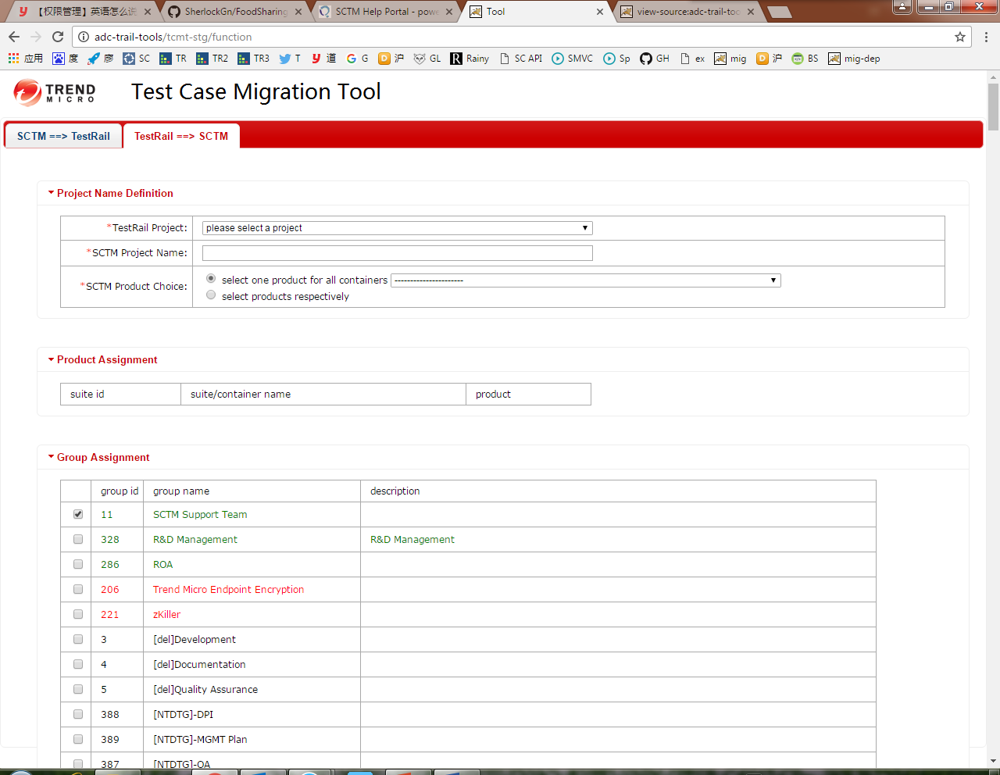 【权限管理】英语怎么说
SherlockGn/FoodSharing
SCTM Help Portal - pow
Tool
view-source:adc-trail-too
adc-trail-tools/tcmt-stg/function
应用 度 廖 SC TR TR2 TR3 T 道 G 沪 GL Rainy SC API SMVC Sp GH ex mig 沪 BS mig-dep
TREND MICRO
Test Case Migration Tool
SCTM ==> TestRail
TestRail ==> SCTM
Project Name Definition
*TestRail Project: please select a project
*SCTM Project Name:
*SCTM Product Choice: select one product for all containers ----------------------
select products respectively
Product Assignment
suite id suite/container name product
Group Assignment
group id group name description
11 SCTM Support Team
328 R&D Management R&D Management
286 ROA
206 Trend Micro Endpoint Encryption
221 zKiller
3 [del]Development
4 [del]Documentation
5 [del]Quality Assurance
388 [NTDTG]-DPI
389 [NTDTG]-MGMT Plan
387 [NTDTG]-OA